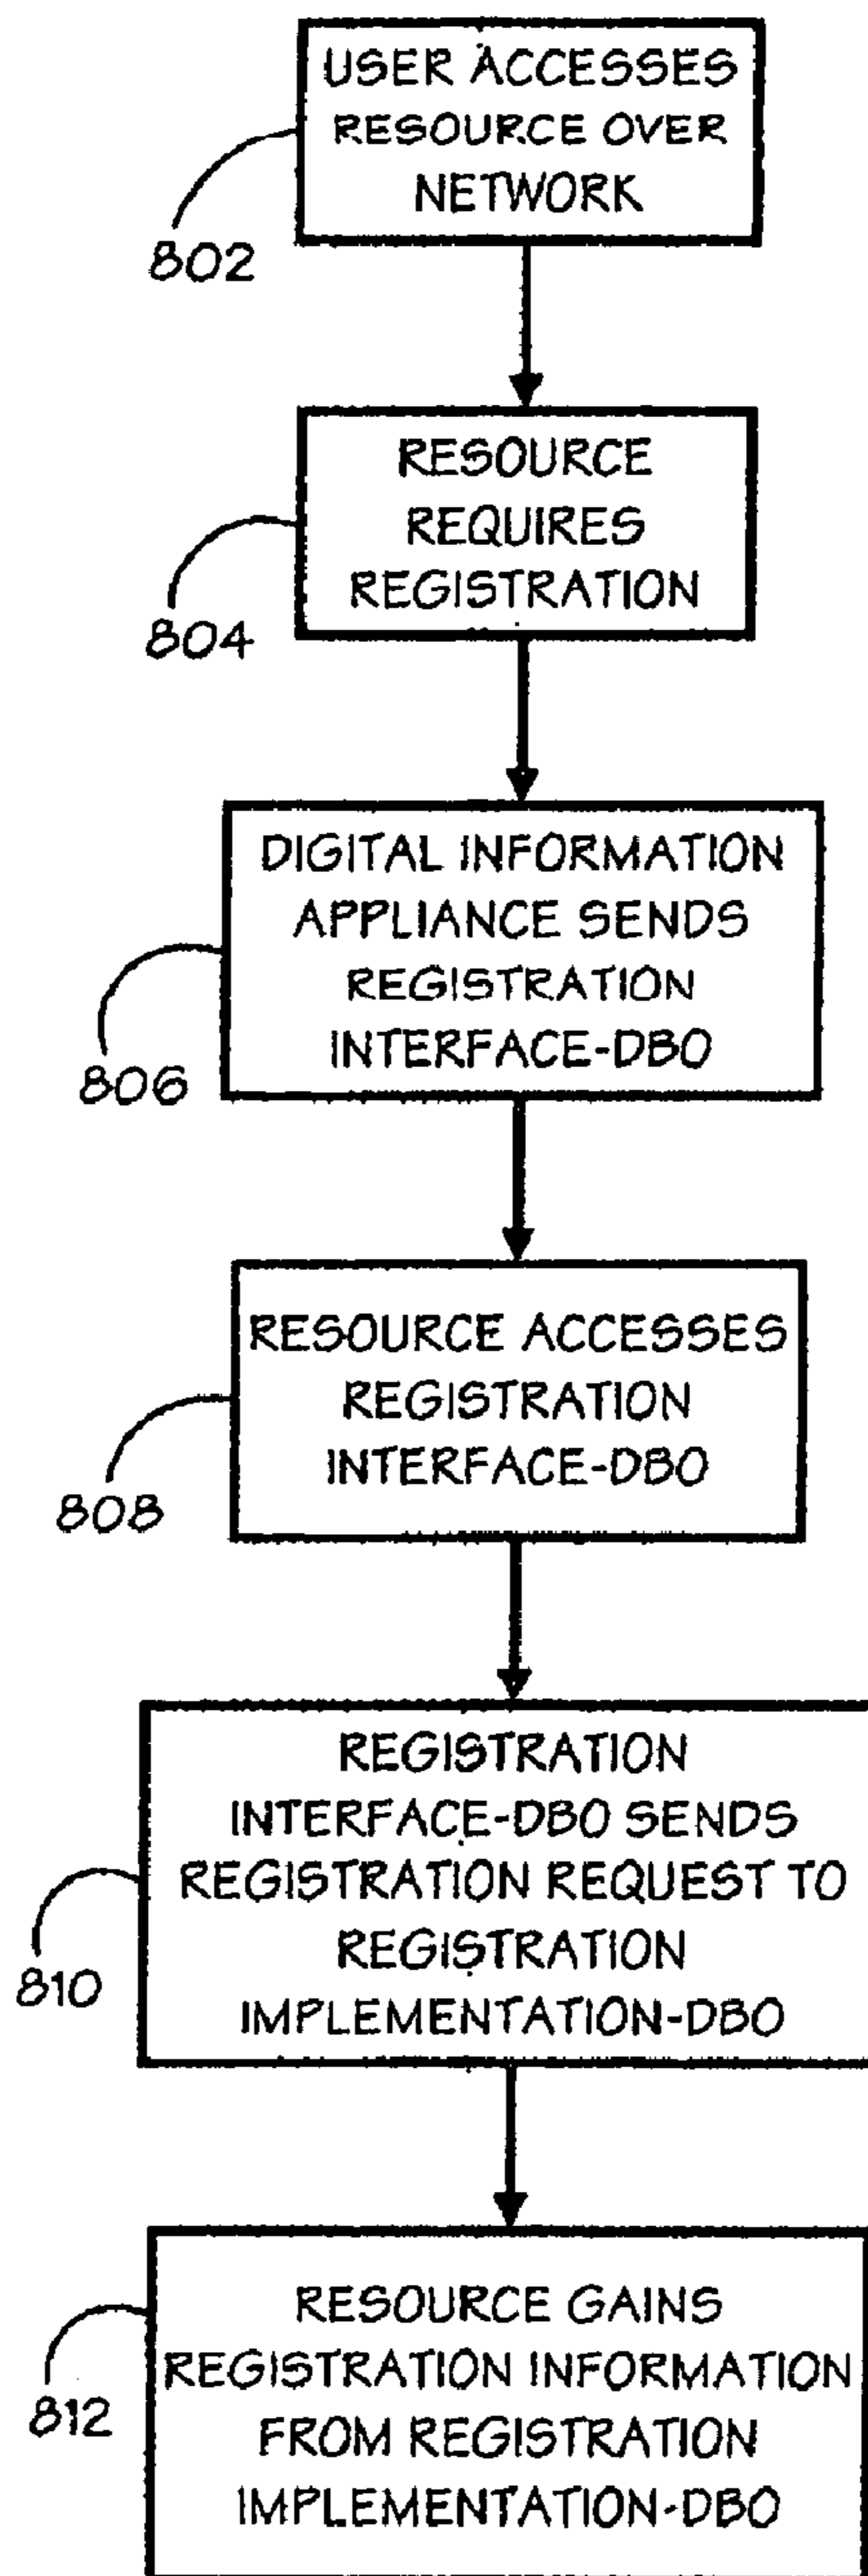 USER ACCESSES
RESOURCE OVER
NETWORK
802
RESOURCE
REQUIRES
REGISTRATION
804
DIGITAL INFORMATION
APPLIANCE SENDS
REGISTRATION
INTERFACE-DBO
806
RESOURCE ACCESSES
REGISTRATION
INTERFACE-DBO
808
REGISTRATION
INTERFACE-DBO SENDS
REGISTRATION REQUEST TO
REGISTRATION
IMPLEMENTATION-DBO
810
RESOURCE GAINS
REGISTRATION INFORMATION
FROM REGISTRATION
IMPLEMENTATION-DBO
812